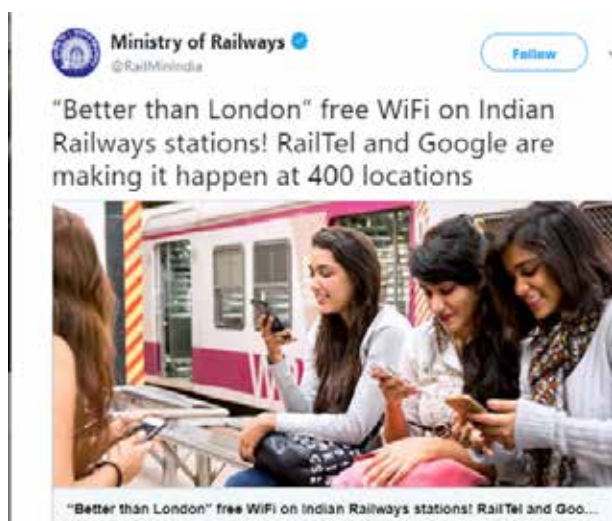 Ministry of Railways
@RailMinIndia
Follow
"Better than London" free WiFi on Indian
Railways stations! RailTel and Google are
making it happen at 400 locations
"Better than London" free WiFi on Indian Railways stations! RailTel and Goo...